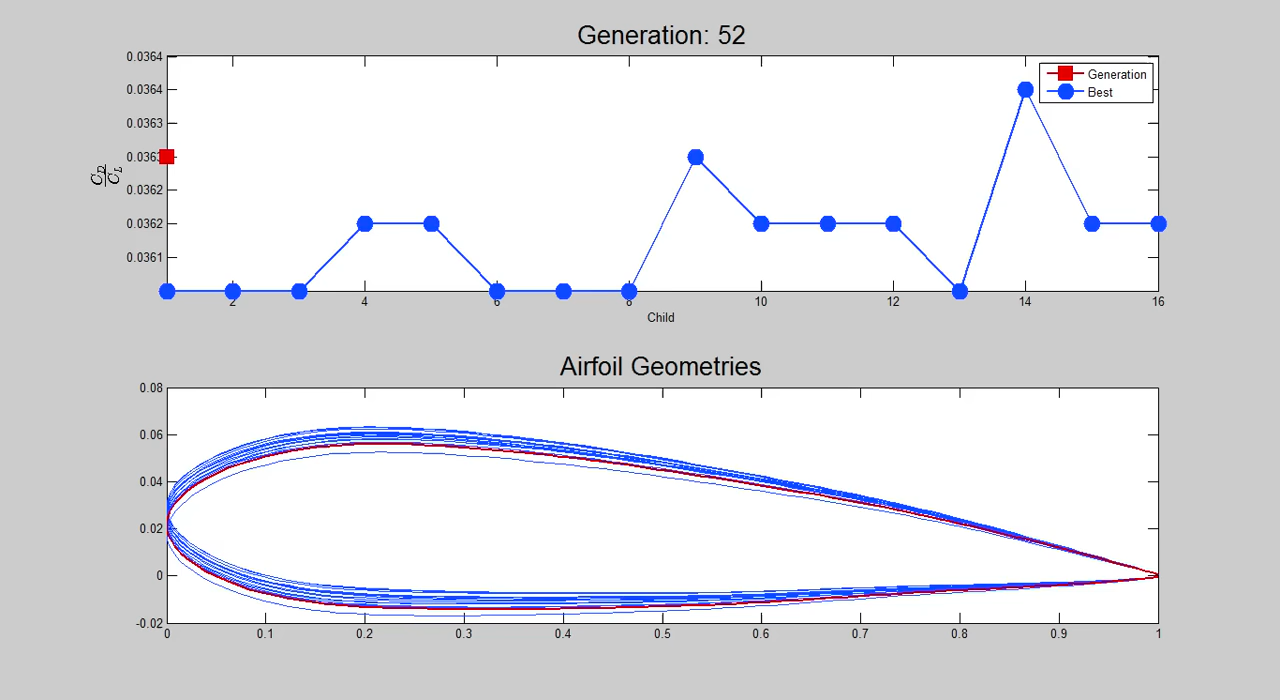 Generation: 52
0.0364
0.0364
0.0363
0.0363
0.0362
0.0362
0.0361
C_D
C_L
Generation
Best
2 4 6 8 10 12 14 16
Child
Airfoil Geometries
0.08
0.06
0.04
0.02
0
-0.02
0 0.1 0.2 0.3 0.4 0.5 0.6 0.7 0.8 0.9 1